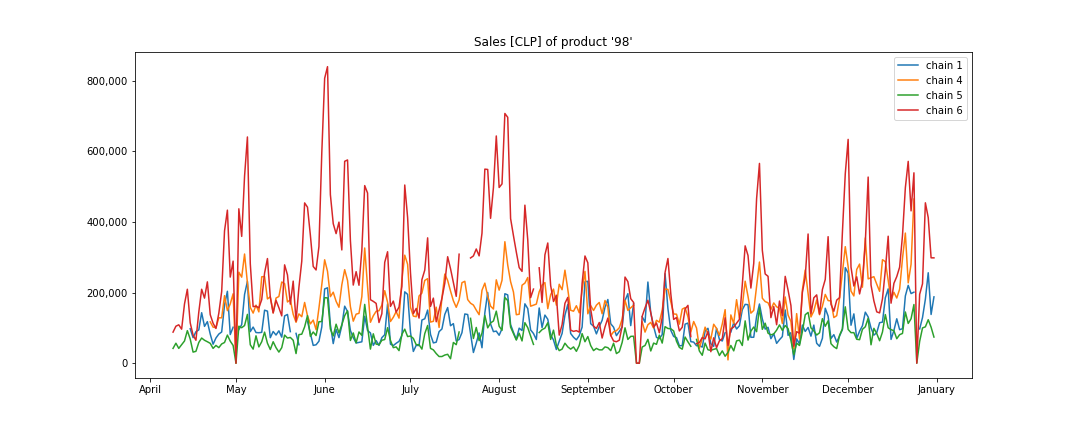 Sales [CLP] of product '98'
chain 1
chain 4
chain 5
chain 6
800,000
600,000
400,000
200,000
0
April May June July August September October November December January